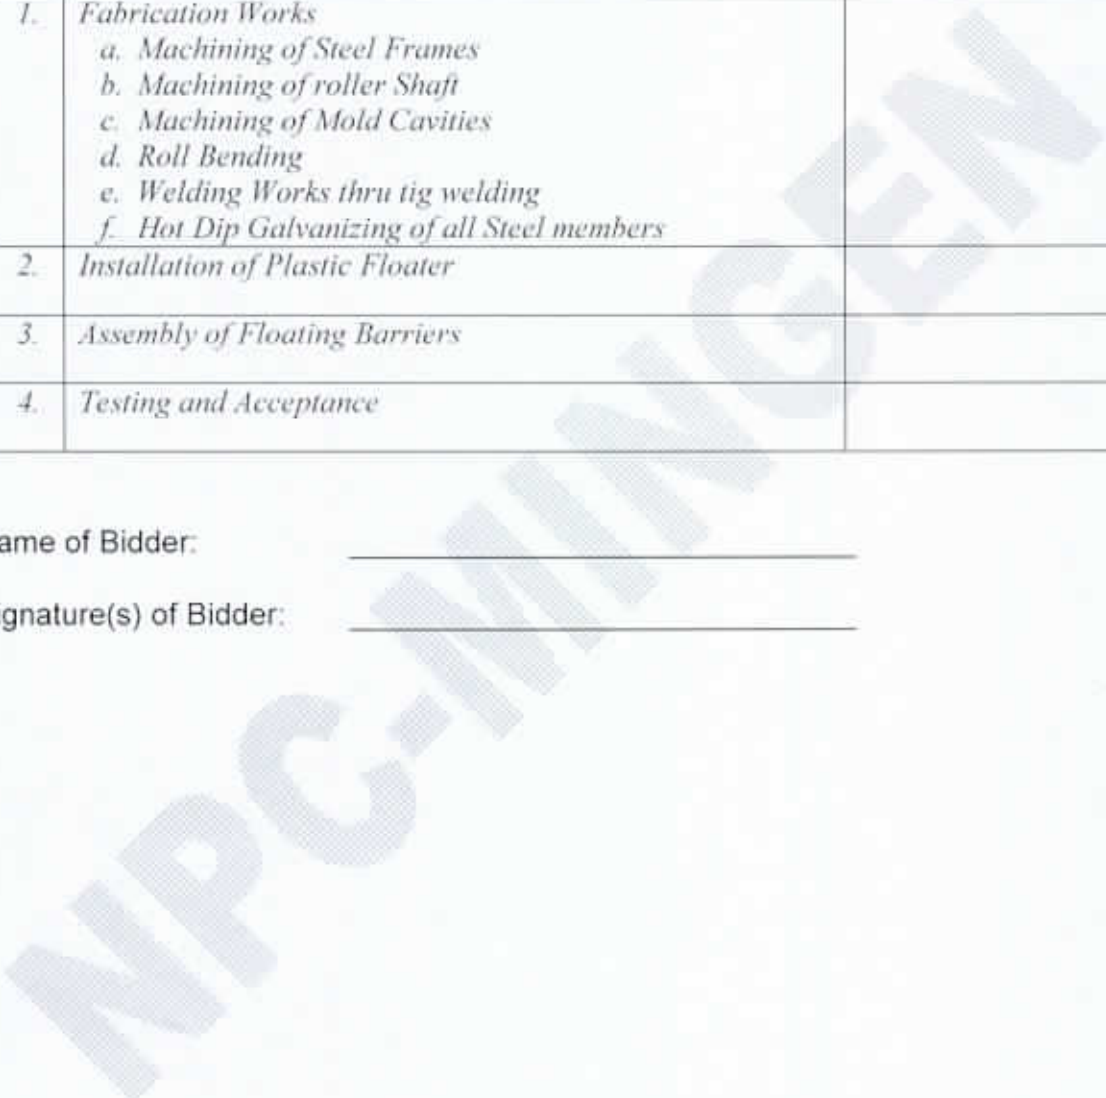 1. Fabrication Works
a. Machining of Steel Frames
b. Machining of roller Shaft
c. Machining of Mold Cavities
d. Roll Bending
e. Welding Works thru tig welding
f. Hot Dip Galvanizing of all Steel members
2. Installation of Plastic Floater
3. Assembly of Floating Barriers
4. Testing and Acceptance
ame of Bidder:
ignature(s) of Bidder:
NPC-MINGEN